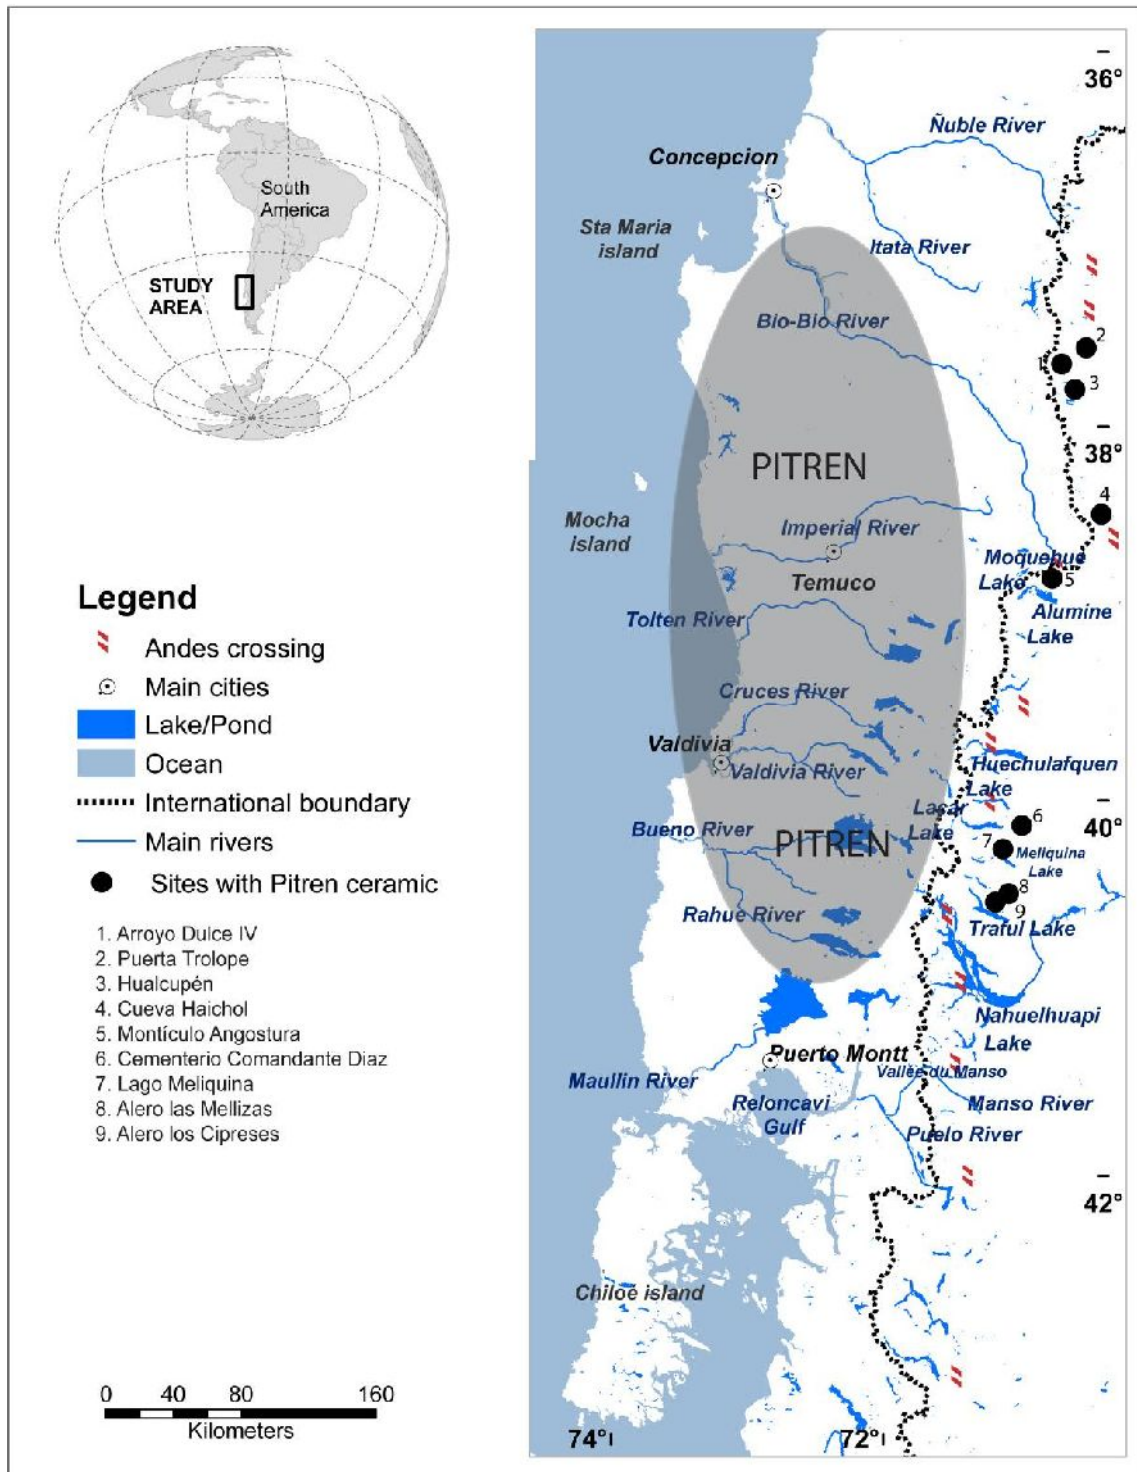 South
America
STUDY
AREA
Legend
Andes crossing
Main cities
Lake/Pond
Ocean
International boundary
Main rivers
Sites with Pitren ceramic
1. Arroyo Dulce IV
2. Puerta Trolope
3. Hualcupén
4. Cueva Haichol
5. Montículo Angostura
6. Cementerio Comandante Diaz
7. Lago Meliquina
8. Alero las Mellizas
9. Alero los Cipreses
0 40 80 160
Kilometers
36°
Ñuble River
Concepcion
Sta Maria
island
Itata River
Bio-Bio River
2
1
3
38°
PITREN
4
Mocha
island
Imperial River
Moquehue
Lake
5
Temuco
Alumine
Lake
Tolten River
Cruces River
Valdivia
Huechulafquen
Lake
Valdivia River
Lacar
Lake
6
40°
Bueno River
PITREN
7
Meliquina
Lake
8
9
Rahue River
Traful Lake
Nahuelhuapi
Lake
Puerto Montt
Maullin River
Vallée du Manso
Reloncavi
Gulf
Manso River
Puelo River
42°
Chiloé island
74°
72°